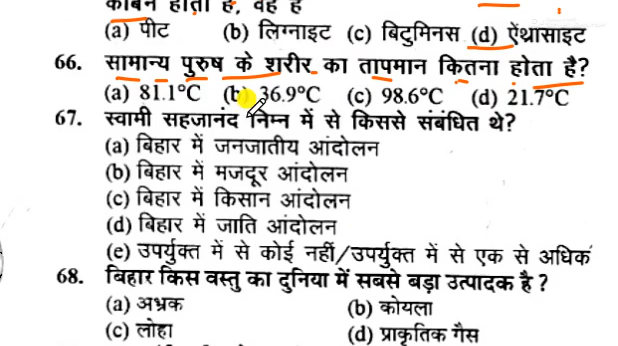 कार्बन होता है, वह है
(a) पीट (b) लिग्नाइट (c) बिटुमिनस (d) ऐंथ्रासाइट
66. सामान्य पुरुष के शरीर का तापमान कितना होता है?
(a) 81.1°C (b) 36.9°C (c) 98.6°C (d) 21.7°C
67. स्वामी सहजानंद निम्न में से किससे संबंधित थे?
(a) बिहार में जनजातीय आंदोलन
(b) बिहार में मजदूर आंदोलन
(c) बिहार में किसान आंदोलन
(d) बिहार में जाति आंदोलन
(e) उपर्युक्त में से कोई नहीं/उपर्युक्त में से एक से अधिक
68. बिहार किस वस्तु का दुनिया में सबसे बड़ा उत्पादक है?
(a) अभ्रक (b) कोयला
(c) लोहा (d) प्राकृतिक गैस